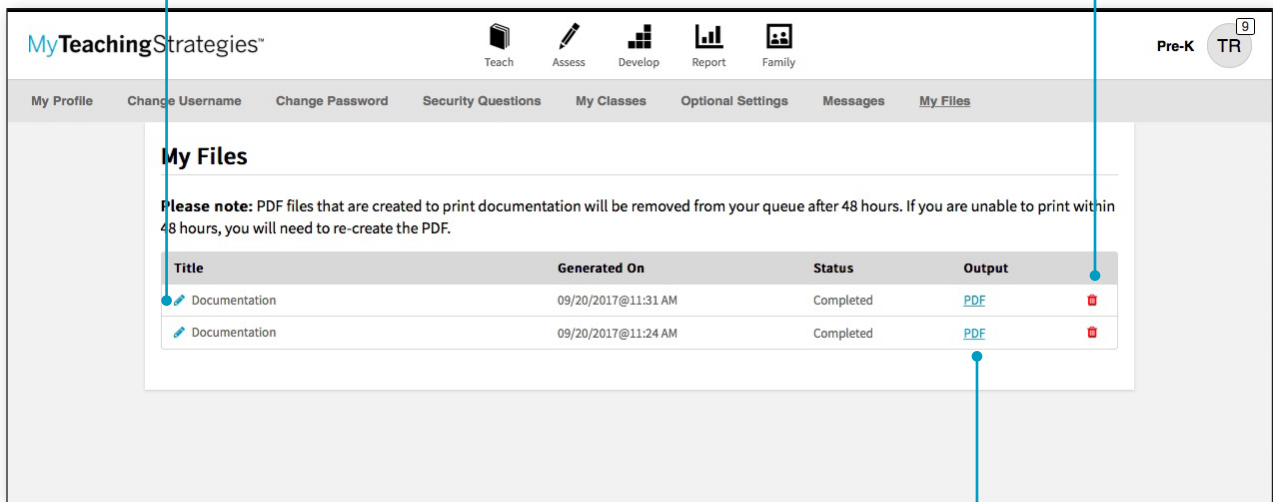 MyTeachingStrategies™
Teach
Assess
Develop
Report
Family
Pre-K
TR
9
My Profile
Change Username
Change Password
Security Questions
My Classes
Optional Settings
Messages
My Files
My Files
Please note: PDF files that are created to print documentation will be removed from your queue after 48 hours. If you are unable to print within
48 hours, you will need to re-create the PDF.
Title Generated On Status Output
Documentation 09/20/2017@11:31 AM Completed PDF
Documentation 09/20/2017@11:24 AM Completed PDF